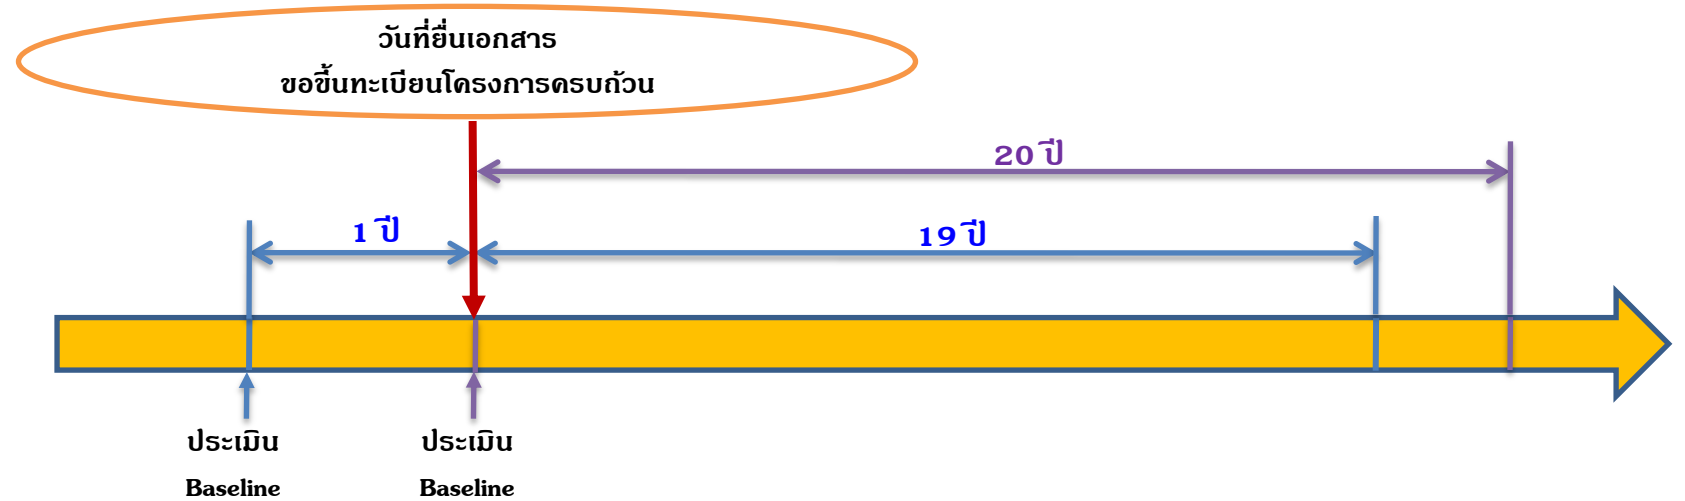 วันที่ยื่นเอกสาร
ขอขึ้นทะเบียนโครงการครบถ้วน
20 ปี
1 ปี
19 ปี
ประเมิน
Baseline
ประเมิน
Baseline